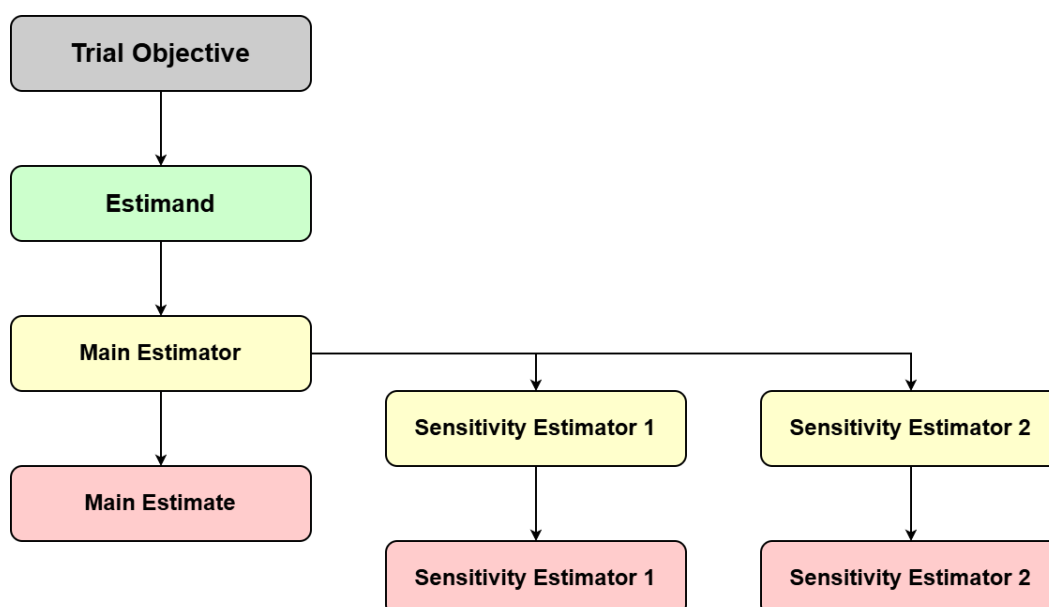 Trial Objective
Estimand
Main Estimator
Sensitivity Estimator 1
Sensitivity Estimator 2
Main Estimate
Sensitivity Estimator 1
Sensitivity Estimator 2